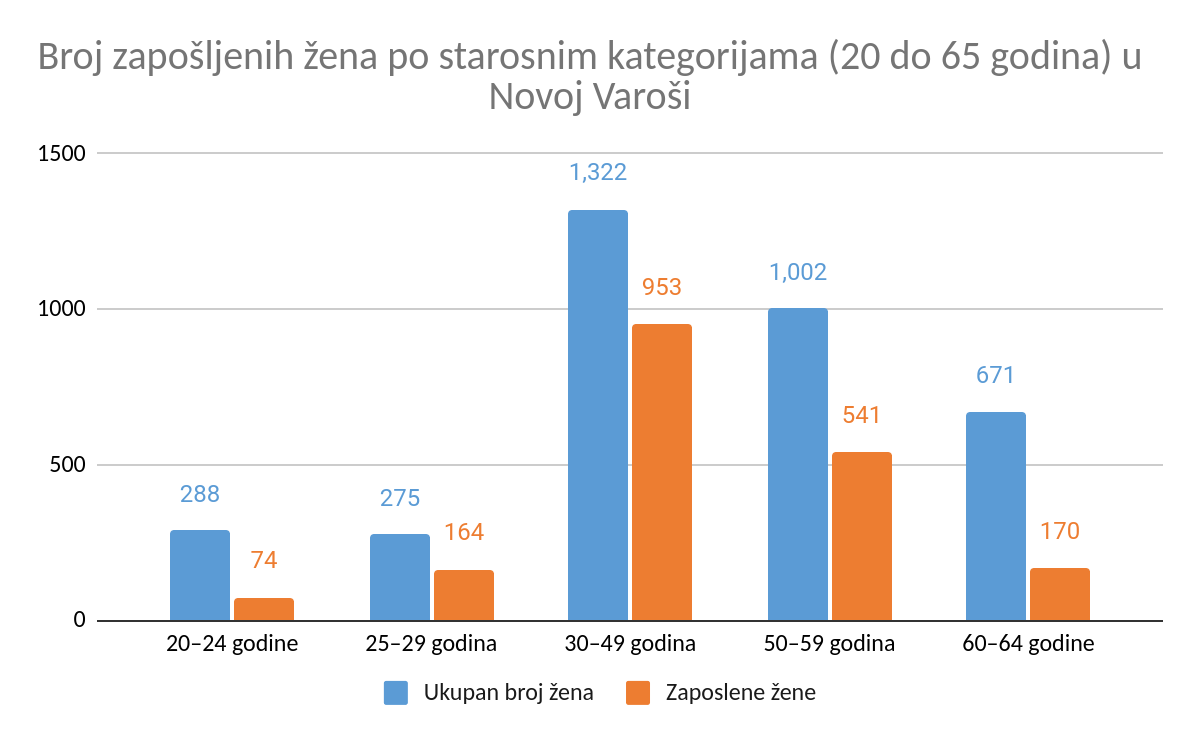 Broj zapošljenih žena po starosnim kategorijama (20 do 65 godina) u
Novoj Varoši
1500
1,322
1,002
953
1000
671
541
500
288
275
164
170
74
0
20–24 godine
25–29 godina
30–49 godina
50–59 godina
60–64 godine
Ukupan broj žena
Zaposlene žene